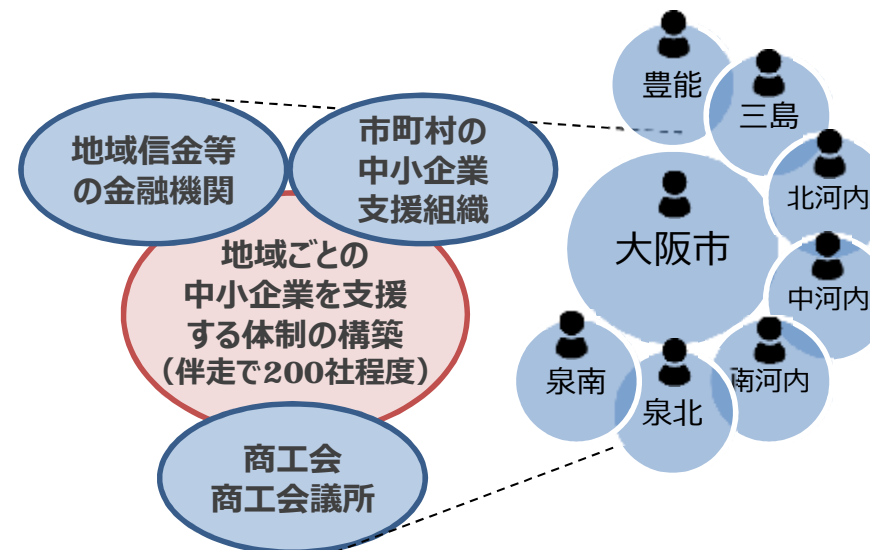 地域信金等
の金融機関
市町村の
中小企業
支援組織
地域ごとの
中小企業を支援
する体制の構築
（伴走で200社程度）
商工会
商工会議所
豊能
三島
北河内
大阪市
中河内
南河内
泉北
泉南